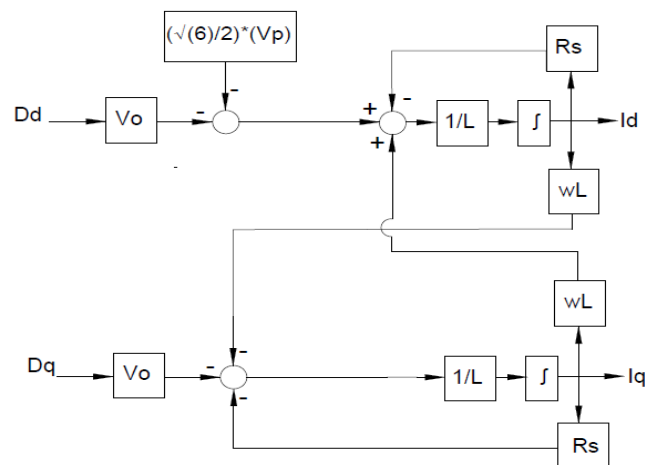 (√(6)/2)*(Vp)
Rs
- -
Dd Vo - + 1/L ∫ Id
+
wL
wL
-
Dq Vo - 1/L ∫ Iq
-
Rs